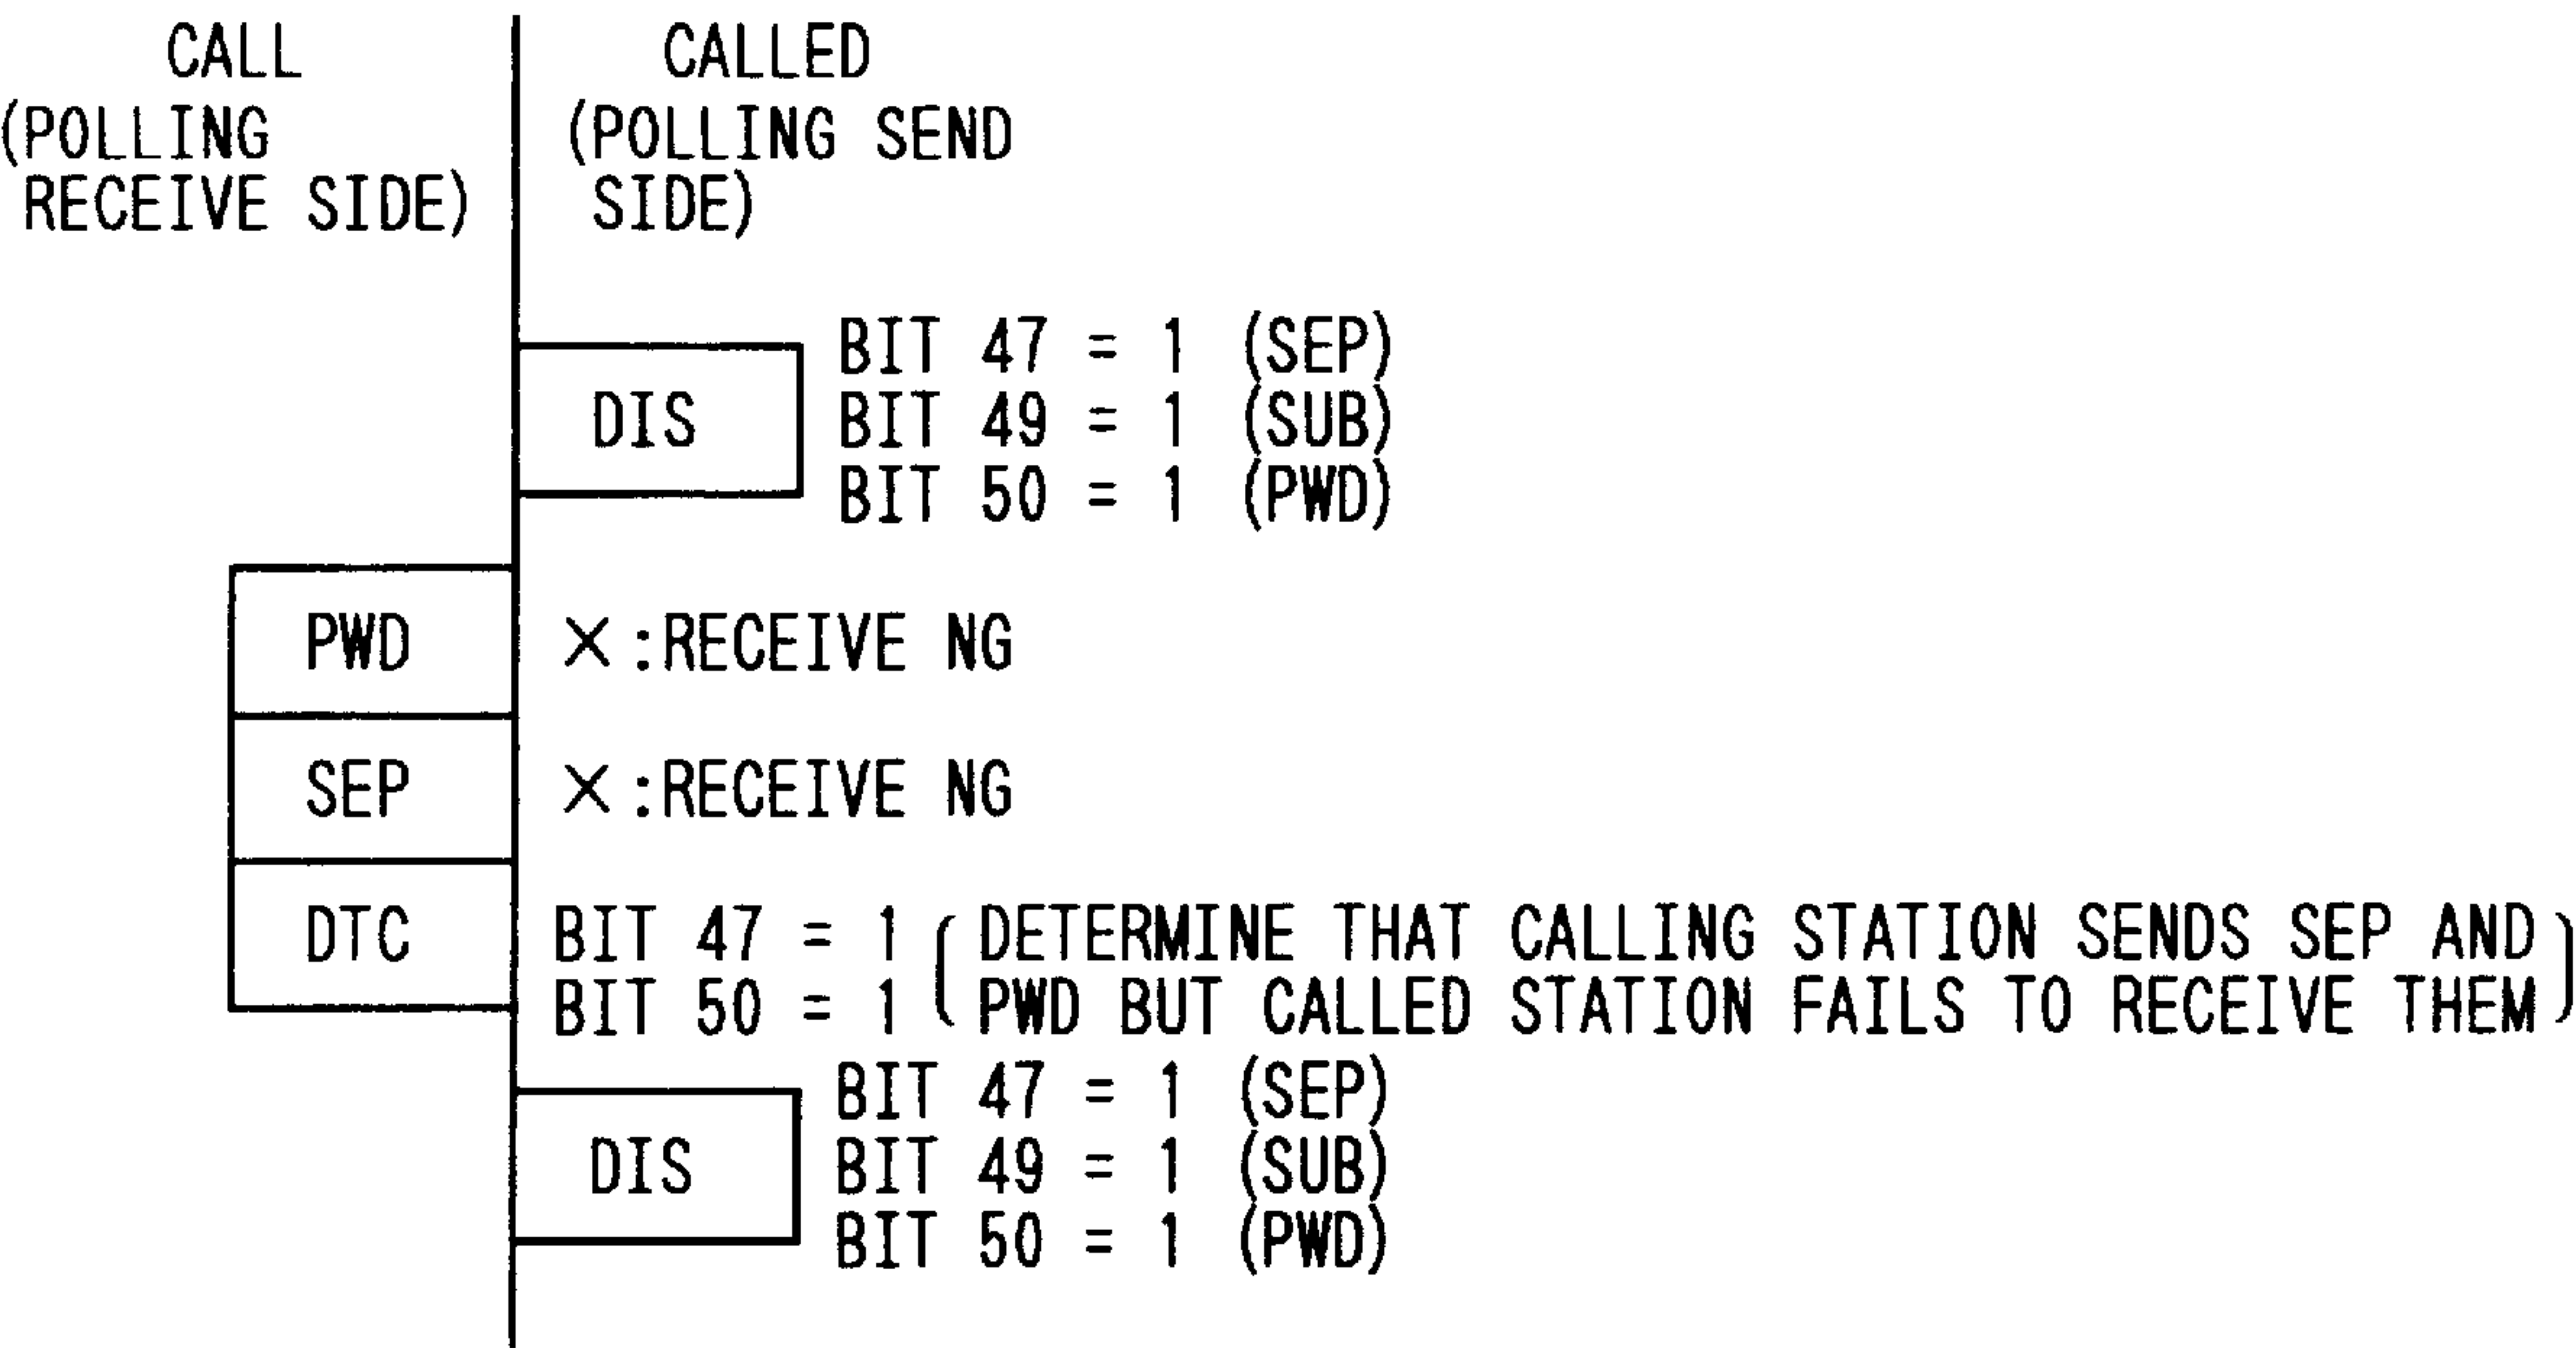 CALL
(POLLING
RECEIVE SIDE)
CALLED
(POLLING SEND
SIDE)
DIS
BIT 47 = 1 (SEP)
BIT 49 = 1 (SUB)
BIT 50 = 1 (PWD)
PWD
×:RECEIVE NG
SEP
×:RECEIVE NG
DTC
BIT 47 = 1
BIT 50 = 1
(DETERMINE THAT CALLING STATION SENDS SEP AND
PWD BUT CALLED STATION FAILS TO RECEIVE THEM)
DIS
BIT 47 = 1 (SEP)
BIT 49 = 1 (SUB)
BIT 50 = 1 (PWD)